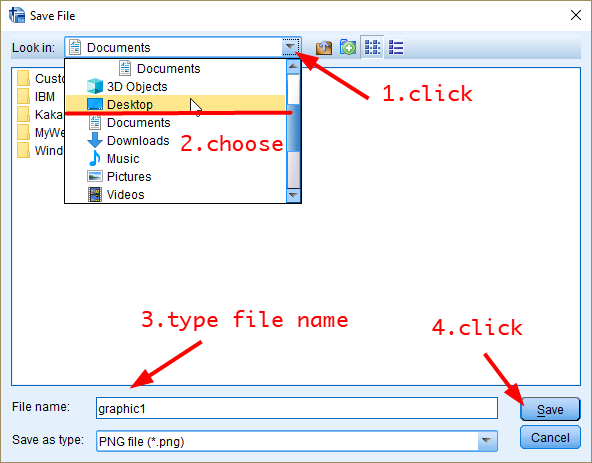 Save File
Look in: Documents
Documents
3D Objects
Desktop
Documents
Downloads
Music
Pictures
Videos
Custo
IBM
Kaka
MyWe
Wind
1.click
2.choose
3.type file name
4.click
File name: graphic1
Save
Save as type: PNG file (*.png)
Cancel